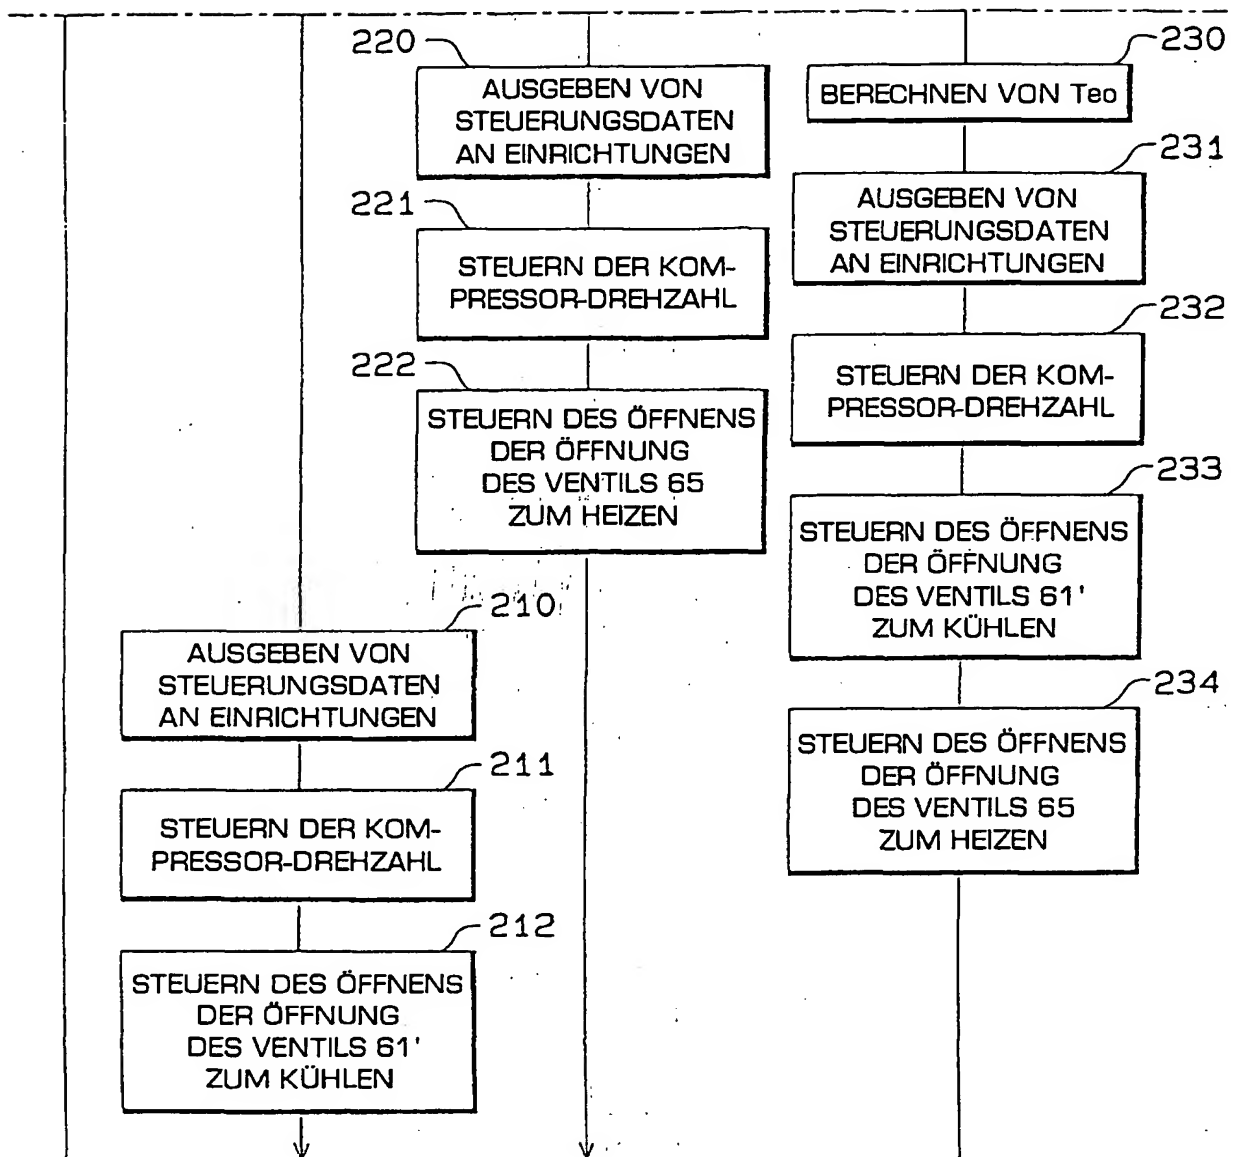 220
AUSGEBEN VON
STEUERUNGSDATEN
AN EINRICHTUNGEN
221
STEUERN DER KOM-
PRESSOR-DREHZAHL
222
STEUERN DES ÖFFNENS
DER ÖFFNUNG
DES VENTILS 65
ZUM HEIZEN
230
BERECHNEN VON Teo
231
AUSGEBEN VON
STEUERUNGSDATEN
AN EINRICHTUNGEN
232
STEUERN DER KOM-
PRESSOR-DREHZAHL
233
STEUERN DES ÖFFNENS
DER ÖFFNUNG
DES VENTILS 61'
ZUM KÜHLEN
234
STEUERN DES ÖFFNENS
DER ÖFFNUNG
DES VENTILS 65
ZUM HEIZEN
210
AUSGEBEN VON
STEUERUNGSDATEN
AN EINRICHTUNGEN
211
STEUERN DER KOM-
PRESSOR-DREHZAHL
212
STEUERN DES ÖFFNENS
DER ÖFFNUNG
DES VENTILS 61'
ZUM KÜHLEN